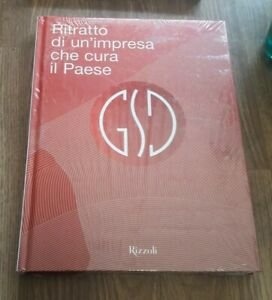 Ritratto
di un'impresa
che cura
il Paese
GSD
Rizzoli